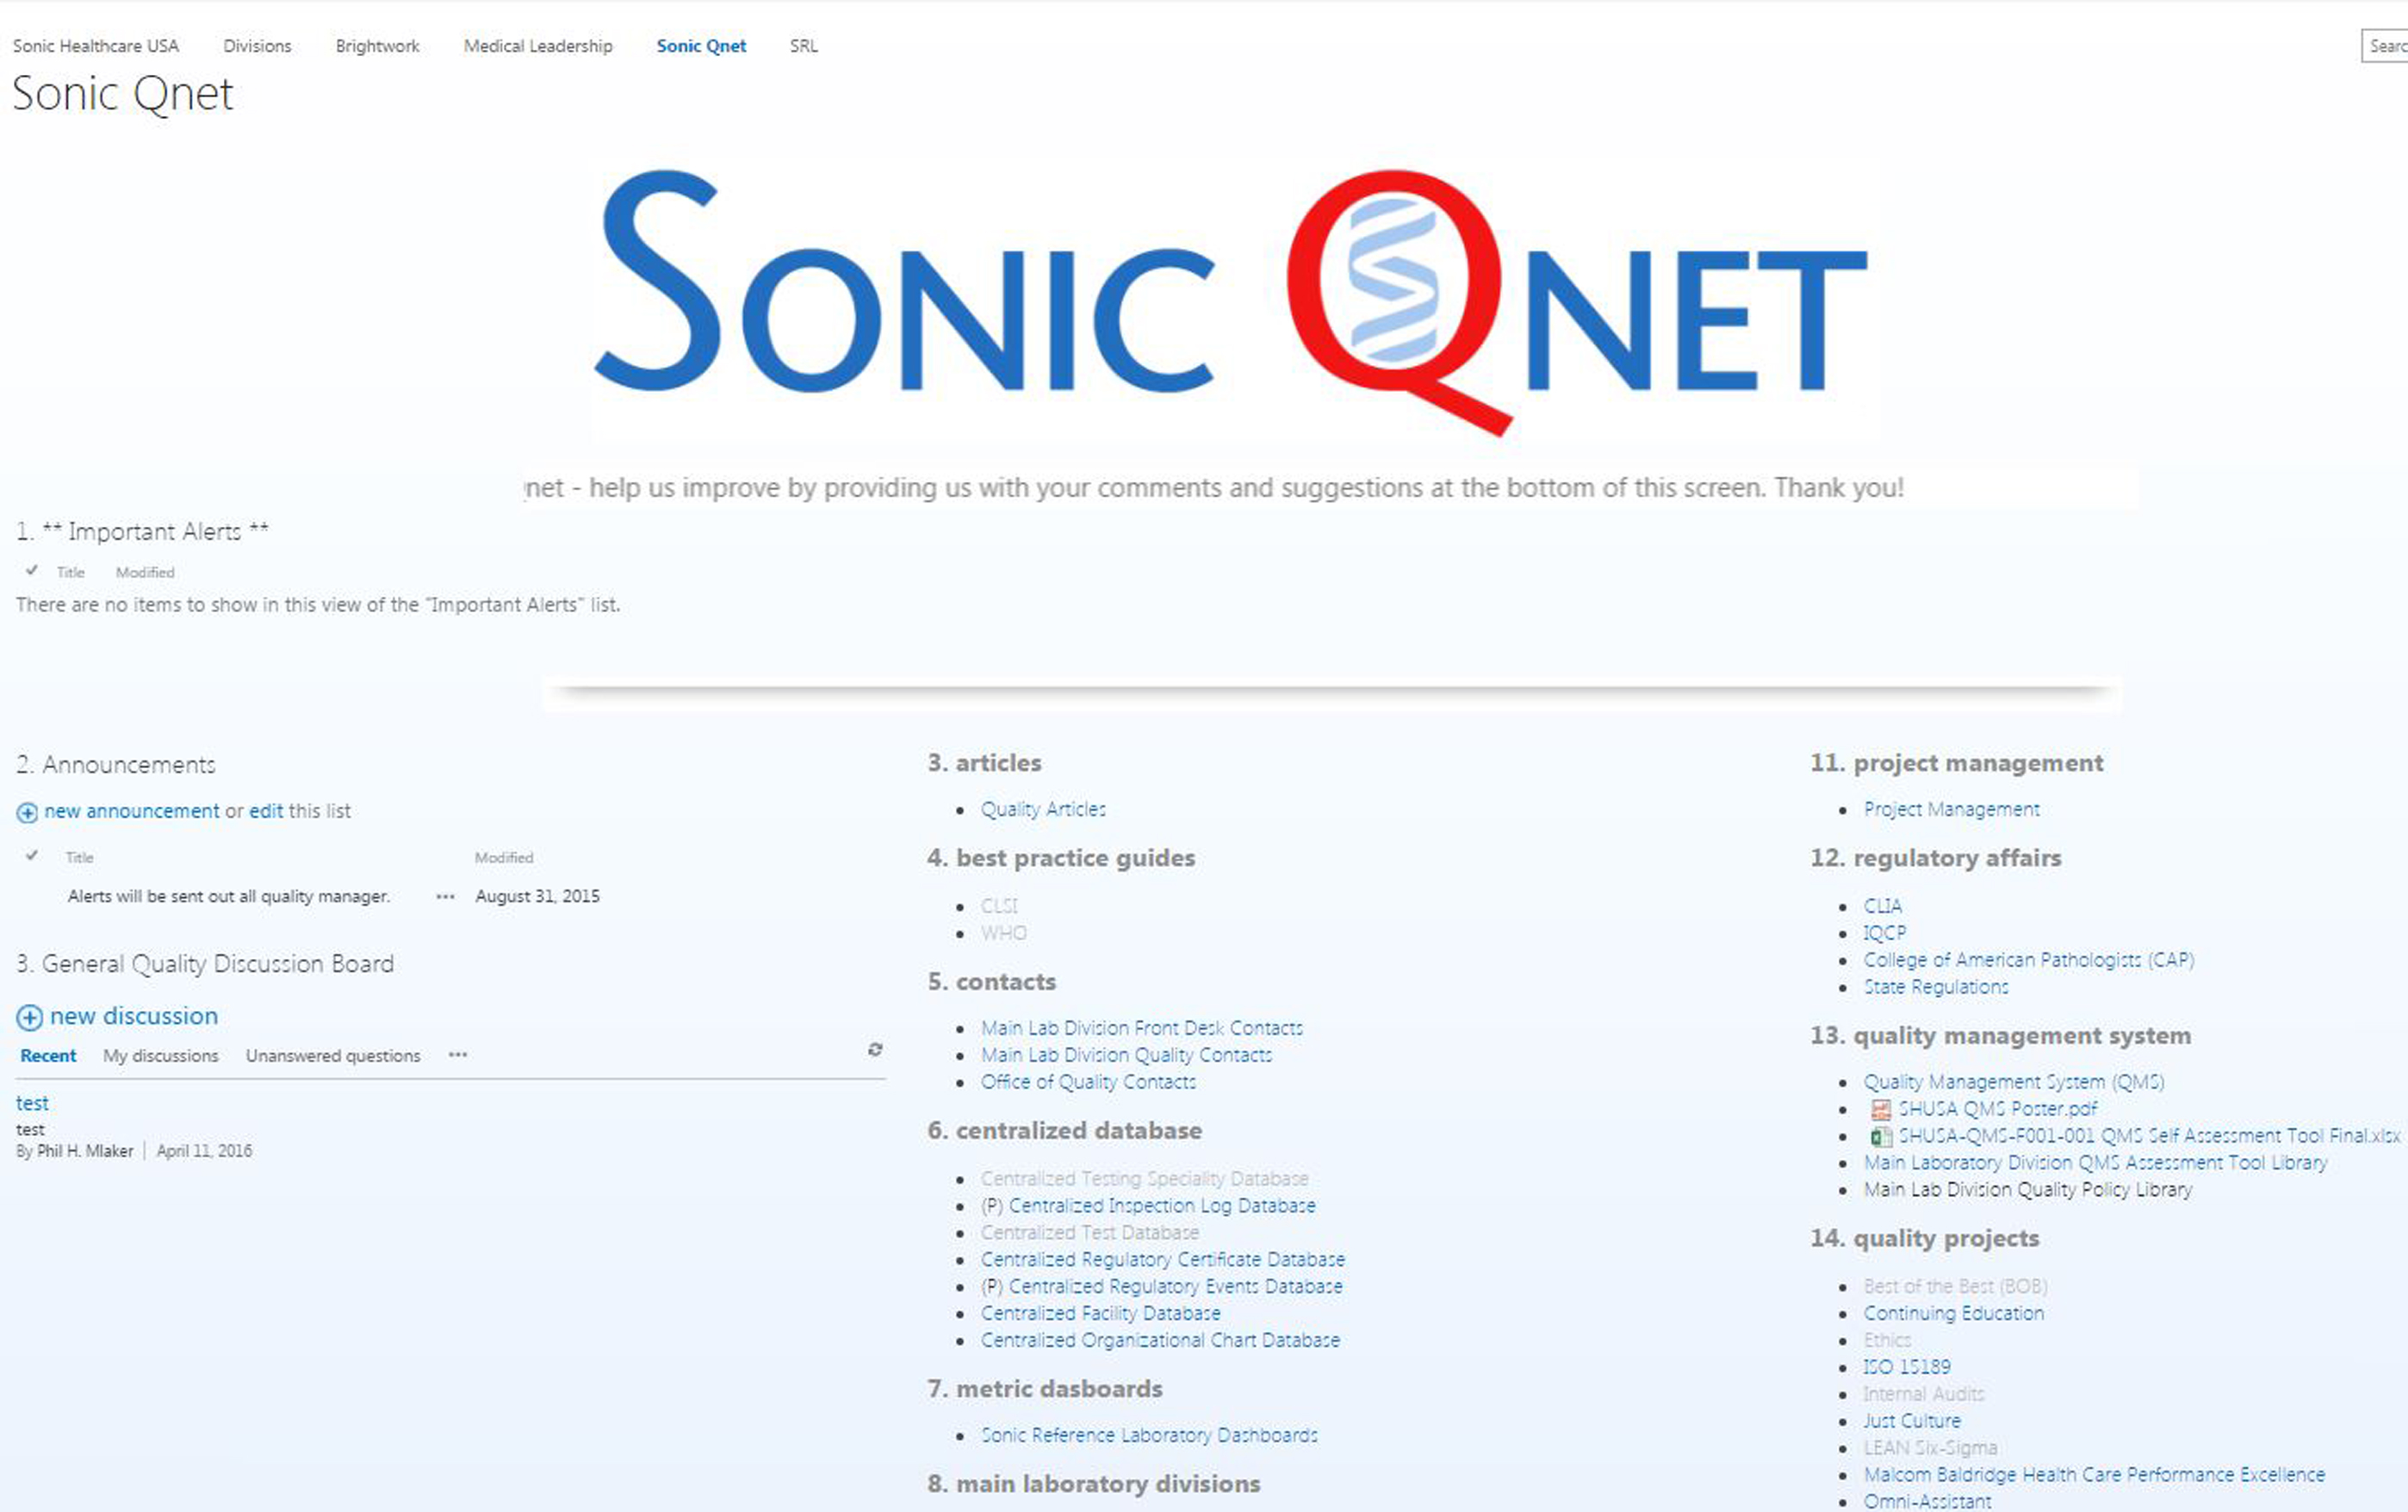 Sonic Healthcare USA Divisions Brightwork Medical Leadership Sonic Qnet SRL
Searc
Sonic Qnet
SONIC QNET
net - help us improve by providing us with your comments and suggestions at the bottom of this screen. Thank you!
1. ** Important Alerts **
Title Modified
There are no items to show in this view of the "Important Alerts" list.
2. Announcements
new announcement or edit this list
Title Modified
Alerts will be sent out all quality manager. ... August 31, 2015
3. General Quality Discussion Board
new discussion
Recent My discussions Unanswered questions ...
test
test
By Phil H. Mlaker | April 11, 2016
3. articles
Quality Articles
4. best practice guides
CLSI
WHO
5. contacts
Main Lab Division Front Desk Contacts
Main Lab Division Quality Contacts
Office of Quality Contacts
6. centralized database
Centralized Testing Speciality Database
(P) Centralized Inspection Log Database
Centralized Test Database
Centralized Regulatory Certificate Database
(P) Centralized Regulatory Events Database
Centralized Facility Database
Centralized Organizational Chart Database
7. metric dasboards
Sonic Reference Laboratory Dashboards
8. main laboratory divisions
11. project management
Project Management
12. regulatory affairs
CLIA
IQCP
College of American Pathologists (CAP)
State Regulations
13. quality management system
Quality Management System (QMS)
SHUSA QMS Poster.pdf
SHUSA-QMS-F001-001 QMS Self Assessment Tool Final.xlsx
Main Laboratory Division QMS Assessment Tool Library
Main Lab Division Quality Policy Library
14. quality projects
Best of the Best (BOB)
Continuing Education
Ethics
ISO 15189
Internal Audits
Just Culture
LEAN Six-Sigma
Malcom Baldridge Health Care Performance Excellence
Omni-Assistant